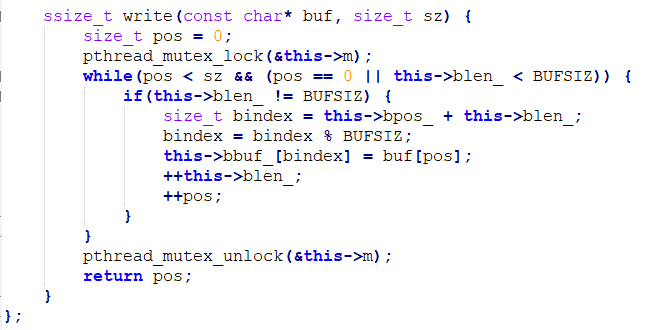 ssize_t write(const char* buf, size_t sz) {
size_t pos = 0;
pthread_mutex_lock(&this->m);
while(pos < sz && (pos == 0 || this->blen_ < BUFSIZ)) {
if(this->blen_ != BUFSIZ) {
size_t bindex = this->bpos_ + this->blen_;
bindex = bindex % BUFSIZ;
this->bbuf_[bindex] = buf[pos];
++this->blen_;
++pos;
}
}
pthread_mutex_unlock(&this->m);
return pos;
}
};